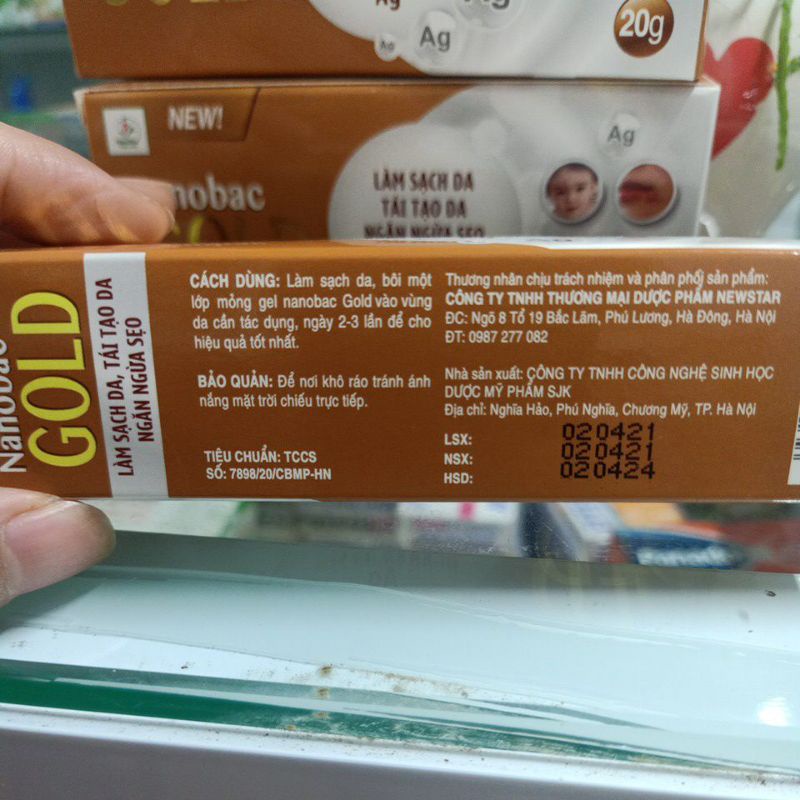 Ag
Ag
Ag
20g
NEW!
Ag
nobac
LÀM SẠCH DA
TÁI TẠO DA
NGĂN NGỪA SẸO
Nanobac
GOLD
LÀM SẠCH DA, TÁI TẠO DA
NGĂN NGỪA SẸO
CÁCH DÙNG: Làm sạch da, bôi một
lớp mỏng gel nanobac Gold vào vùng
da cần tác dụng, ngày 2-3 lần để cho
hiệu quả tốt nhất.
BẢO QUẢN: Để nơi khô ráo tránh ánh
nắng mặt trời chiếu trực tiếp.
TIÊU CHUẨN: TCCS
SỐ: 7898/20/CBMP-HN
Thương nhân chịu trách nhiệm và phân phối sản phẩm:
CÔNG TY TNHH THƯƠNG MẠI DƯỢC PHẨM NEWSTAR
ĐC: Ngõ 8 Tổ 19 Bắc Lãm, Phú Lương, Hà Đông, Hà Nội
ĐT: 0987 277 082
Nhà sản xuất: CÔNG TY TNHH CÔNG NGHỆ SINH HỌC
DƯỢC MỸ PHẨM SJK
Địa chỉ: Nghĩa Hảo, Phú Nghĩa, Chương Mỹ, TP. Hà Nội
LSX: 020421
NSX: 020421
HSD: 020424